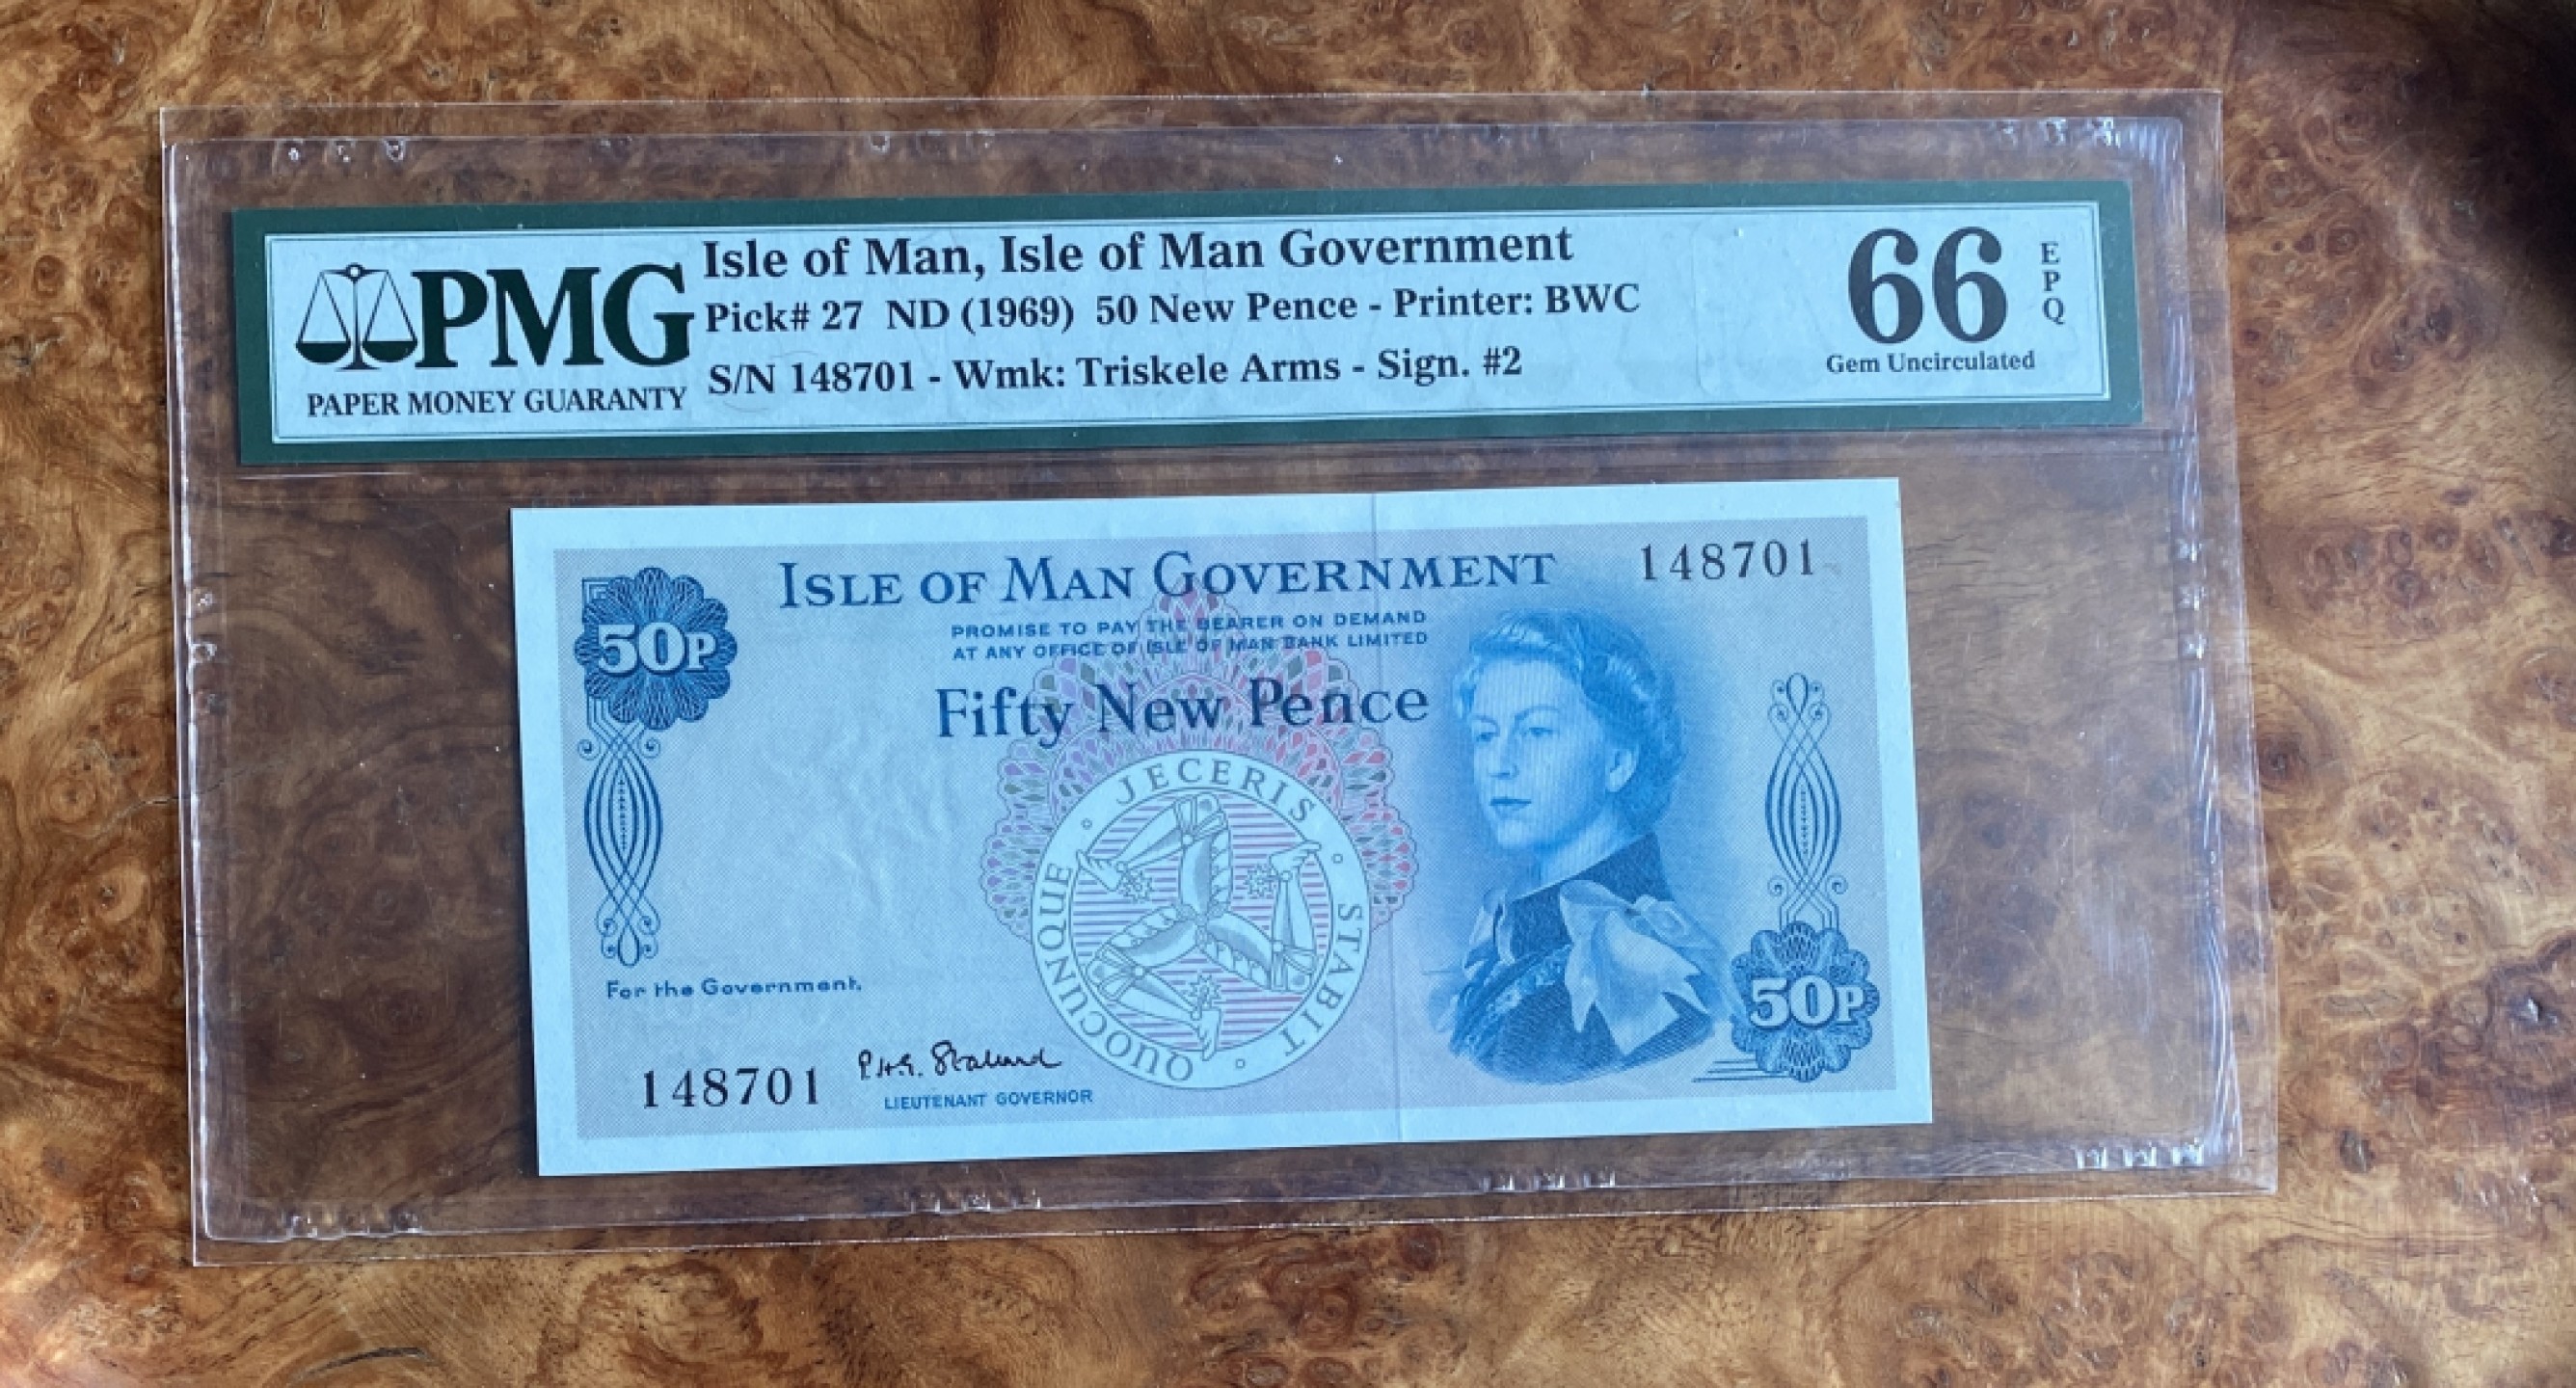 PMG
PAPER MONEY GUARANTY
Isle of Man, Isle of Man Government
Pick# 27 ND (1969) 50 New Pence - Printer: BWC
S/N 148701 - Wmk: Triskele Arms - Sign. #2
66
EPQ
Gem Uncirculated
ISLE OF MAN GOVERNMENT
148701
PROMISE TO PAY THE BEARER ON DEMAND
AT ANY OFFICE OF ISLE OF MAN BANK LIMITED
50P
Fifty New Pence
QUOCUNQUE · JECERIS · STABIT ·
For the Government,
50P
148701
LIEUTENANT GOVERNOR